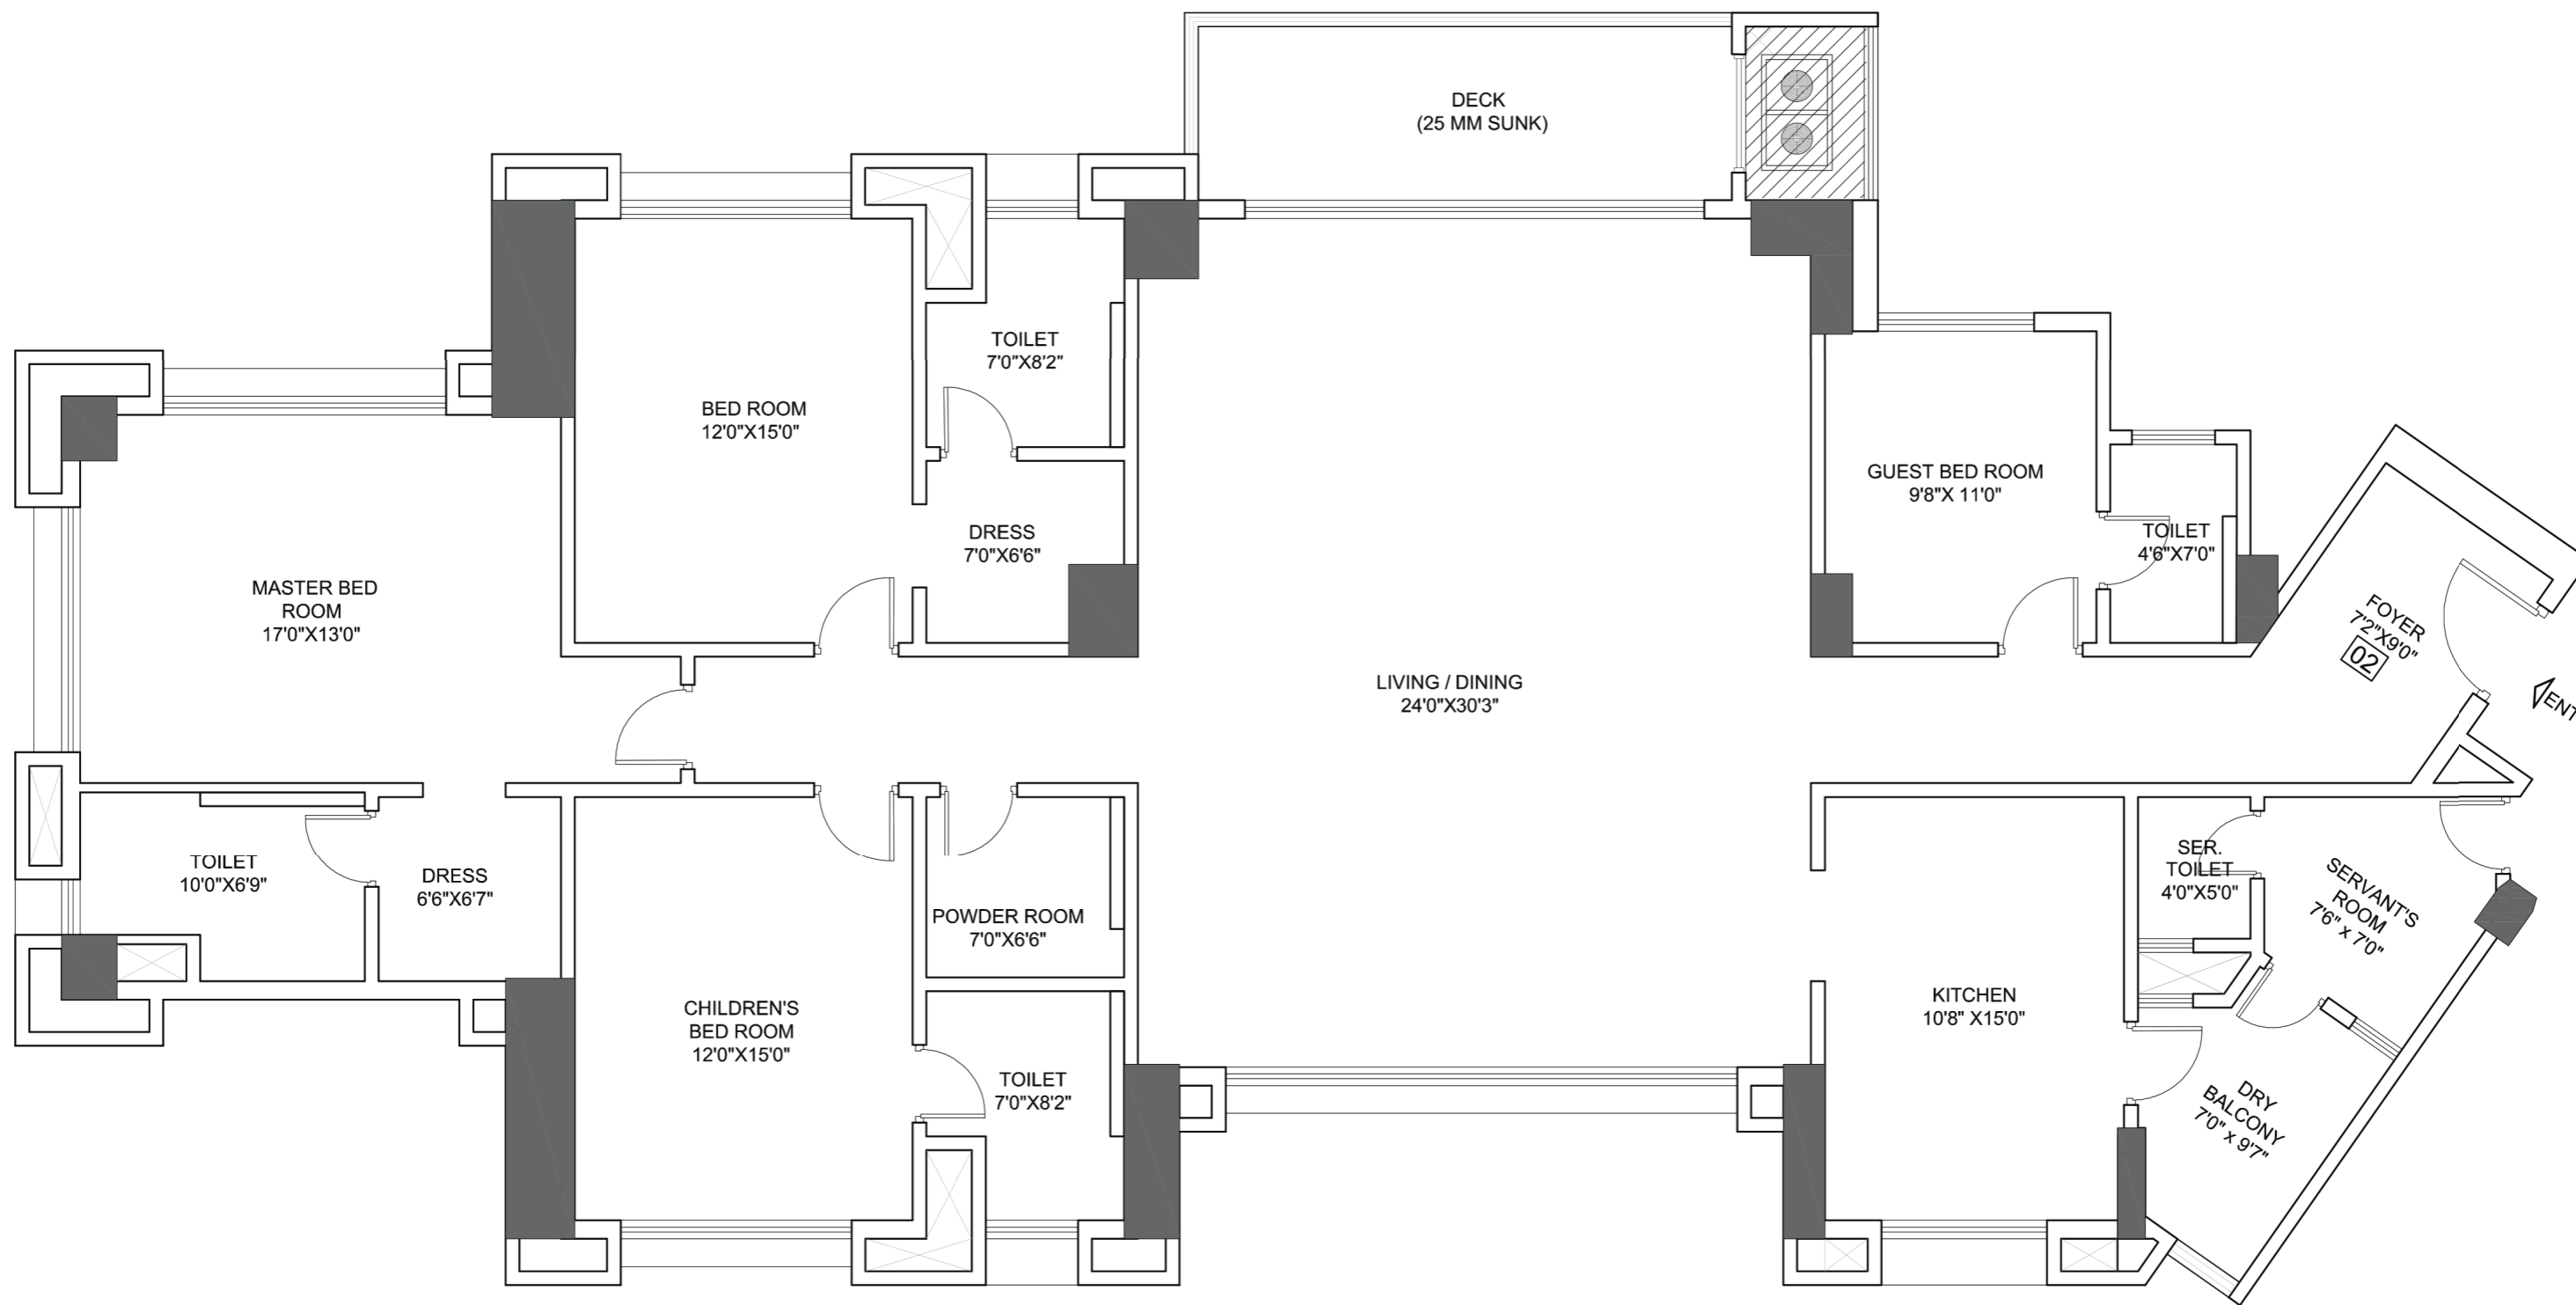 DECK
(25 MM SUNK)
TOILET
7'0"X8'2"
BED ROOM
12'0"X15'0"
GUEST BED ROOM
9'8"X 11'0"
TOILET
4'6"X7'0"
DRESS
7'0"X6'6"
MASTER BED
ROOM
17'0"X13'0"
FOYER
7'2"X9'0"
02
LIVING / DINING
24'0"X30'3"
ENT
TOILET
10'0"X6'9"
DRESS
6'6"X6'7"
POWDER ROOM
7'0"X6'6"
SER.
TOILET
4'0"X5'0"
SERVANT'S
ROOM
7'6" x 7'0"
CHILDREN'S
BED ROOM
12'0"X15'0"
KITCHEN
10'8" X15'0"
TOILET
7'0"X8'2"
DRY
BALCONY
7'0" x 9'7"